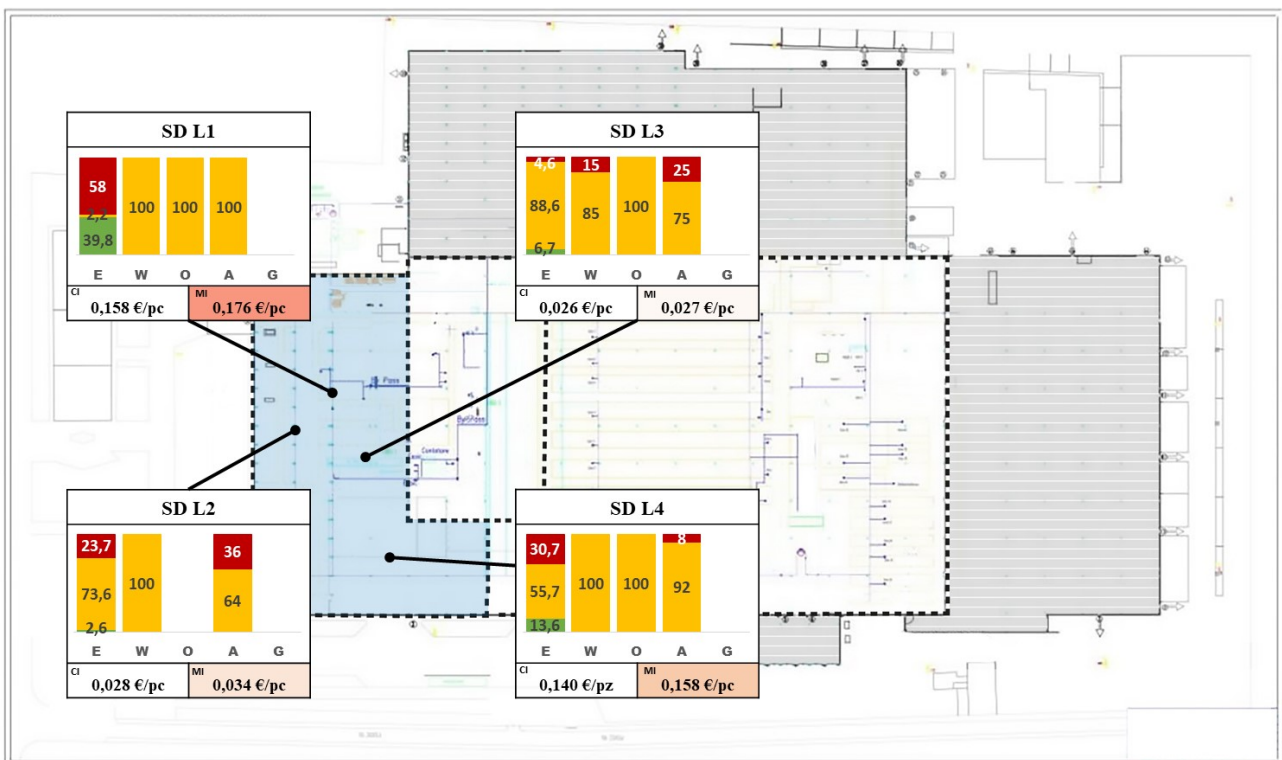 SD L1
58
2,2
39,8
100
100
100
E W O A G
CI
0,158 €/pc
MI
0,176 €/pc
SD L3
4,6
88,6
6,7
15
85
100
25
75
E W O A G
CI
0,026 €/pc
MI
0,027 €/pc
SD L2
23,7
73,6
2,6
100
36
64
E W O A G
CI
0,028 €/pc
MI
0,034 €/pc
SD L4
30,7
55,7
13,6
100
100
8
92
E W O A G
CI
0,140 €/pz
MI
0,158 €/pc